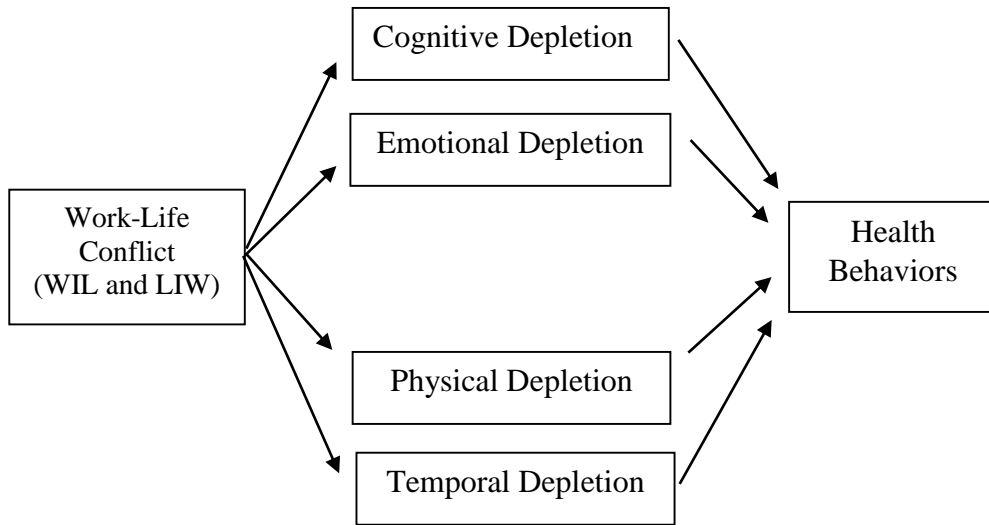 Cognitive Depletion
Emotional Depletion
Work-Life
Conflict
(WIL and LIW)
Health
Behaviors
Physical Depletion
Temporal Depletion